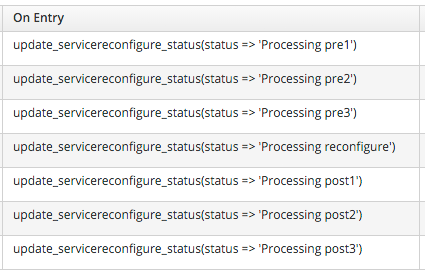 On Entry
update_servicereconfigure_status(status => 'Processing pre1')
update_servicereconfigure_status(status => 'Processing pre2')
update_servicereconfigure_status(status => 'Processing pre3')
update_servicereconfigure_status(status => 'Processing reconfigure')
update_servicereconfigure_status(status => 'Processing post1')
update_servicereconfigure_status(status => 'Processing post2')
update_servicereconfigure_status(status => 'Processing post3')